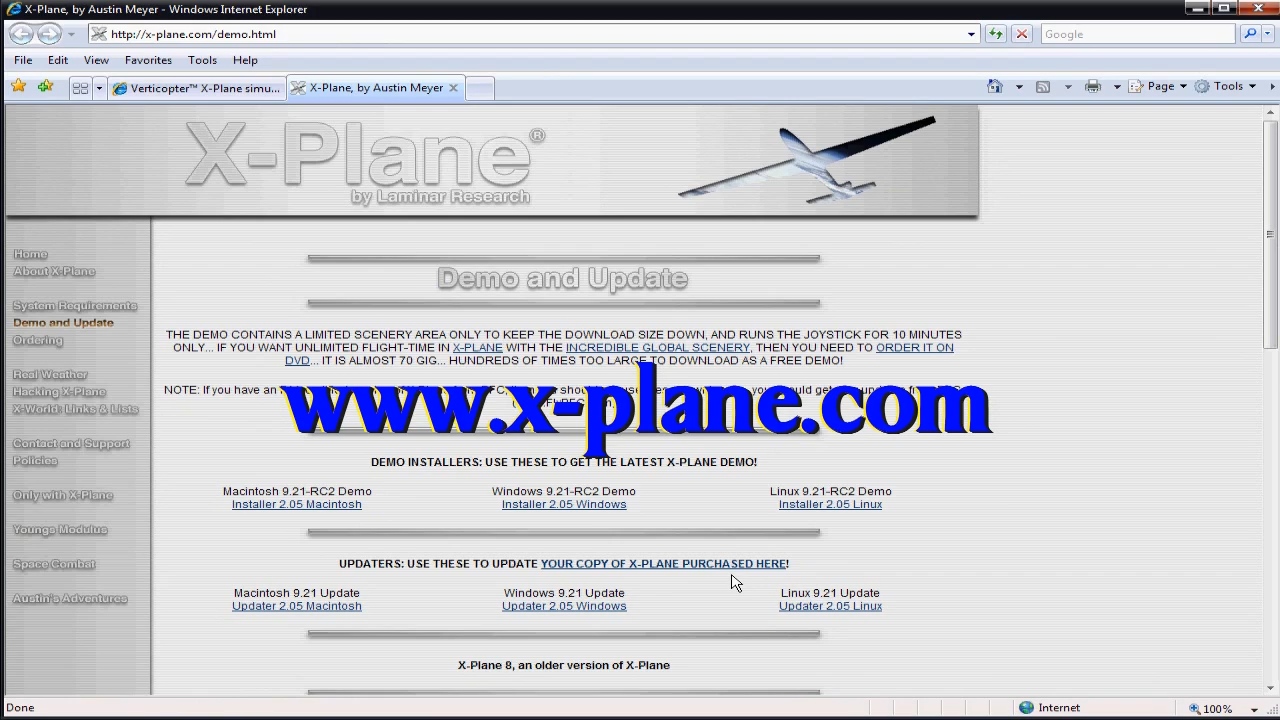 X-Plane, by Austin Meyer - Windows Internet Explorer
http://x-plane.com/demo.html
Google
File Edit View Favorites Tools Help
Verticopter™ X-Plane simu...
X-Plane, by Austin Meyer
Page
Tools
X-Plane®
by Laminar Research
Home
About X-Plane
System Requirements
Demo and Update
Ordering
Real Weather
Hacking X-Plane
X-World: Links & Lists
Contact and Support
Policies
Only with X-Plane
Youngs Modulus
Space Combat
Austin's Adventures
Demo and Update
THE DEMO CONTAINS A LIMITED SCENERY AREA ONLY TO KEEP THE DOWNLOAD SIZE DOWN, AND RUNS THE JOYSTICK FOR 10 MINUTES
ONLY... IF YOU WANT UNLIMITED FLIGHT-TIME IN X-PLANE WITH THE INCREDIBLE GLOBAL SCENERY, THEN YOU NEED TO ORDER IT ON
DVD... IT IS ALMOST 70 GIG... HUNDREDS OF TIMES TOO LARGE TO DOWNLOAD AS A FREE DEMO!
NOTE: If you have an
www.x-plane.com
DEMO INSTALLERS: USE THESE TO GET THE LATEST X-PLANE DEMO!
Macintosh 9.21-RC2 Demo Windows 9.21-RC2 Demo Linux 9.21-RC2 Demo
Installer 2.05 Macintosh Installer 2.05 Windows Installer 2.05 Linux
UPDATERS: USE THESE TO UPDATE YOUR COPY OF X-PLANE PURCHASED HERE!
Macintosh 9.21 Update Windows 9.21 Update Linux 9.21 Update
Updater 2.05 Macintosh Updater 2.05 Windows Updater 2.05 Linux
X-Plane 8, an older version of X-Plane
Done
Internet
100%